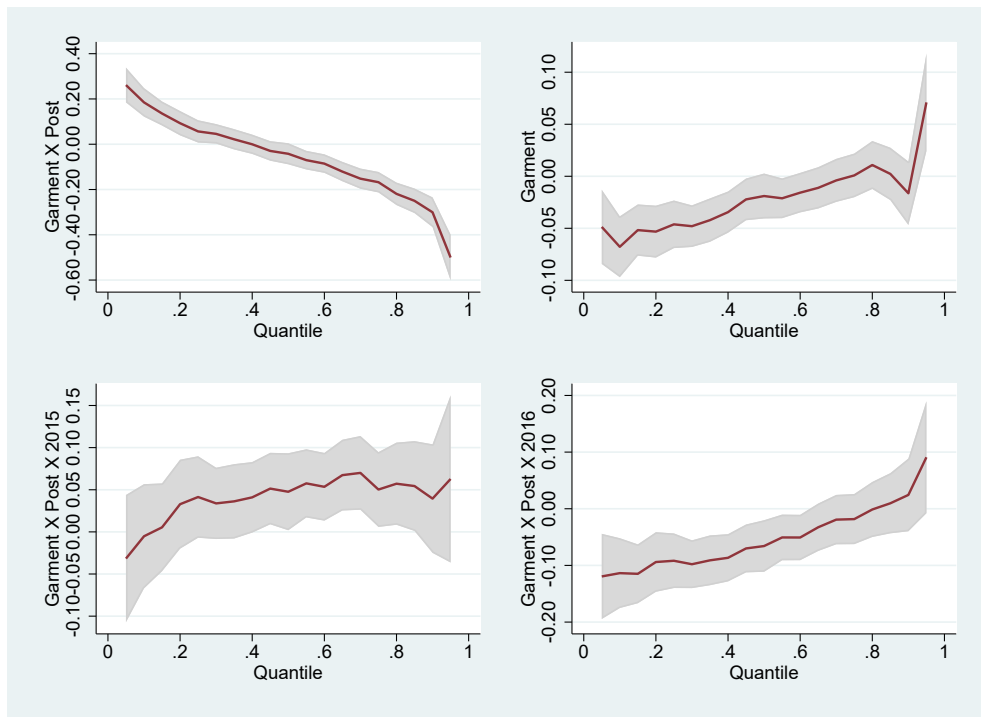 Garment X Post
0.40
0.20
0.00
-0.20
-0.40
-0.60
0 .2 .4 .6 .8 1
Quantile
Garment
0.10
0.05
0.00
-0.05
-0.10
0 .2 .4 .6 .8 1
Quantile
Garment X Post X 2015
0.15
0.10
0.05
0.00
-0.05
-0.10
0 .2 .4 .6 .8 1
Quantile
Garment X Post X 2016
0.20
0.10
0.00
-0.10
-0.20
0 .2 .4 .6 .8 1
Quantile